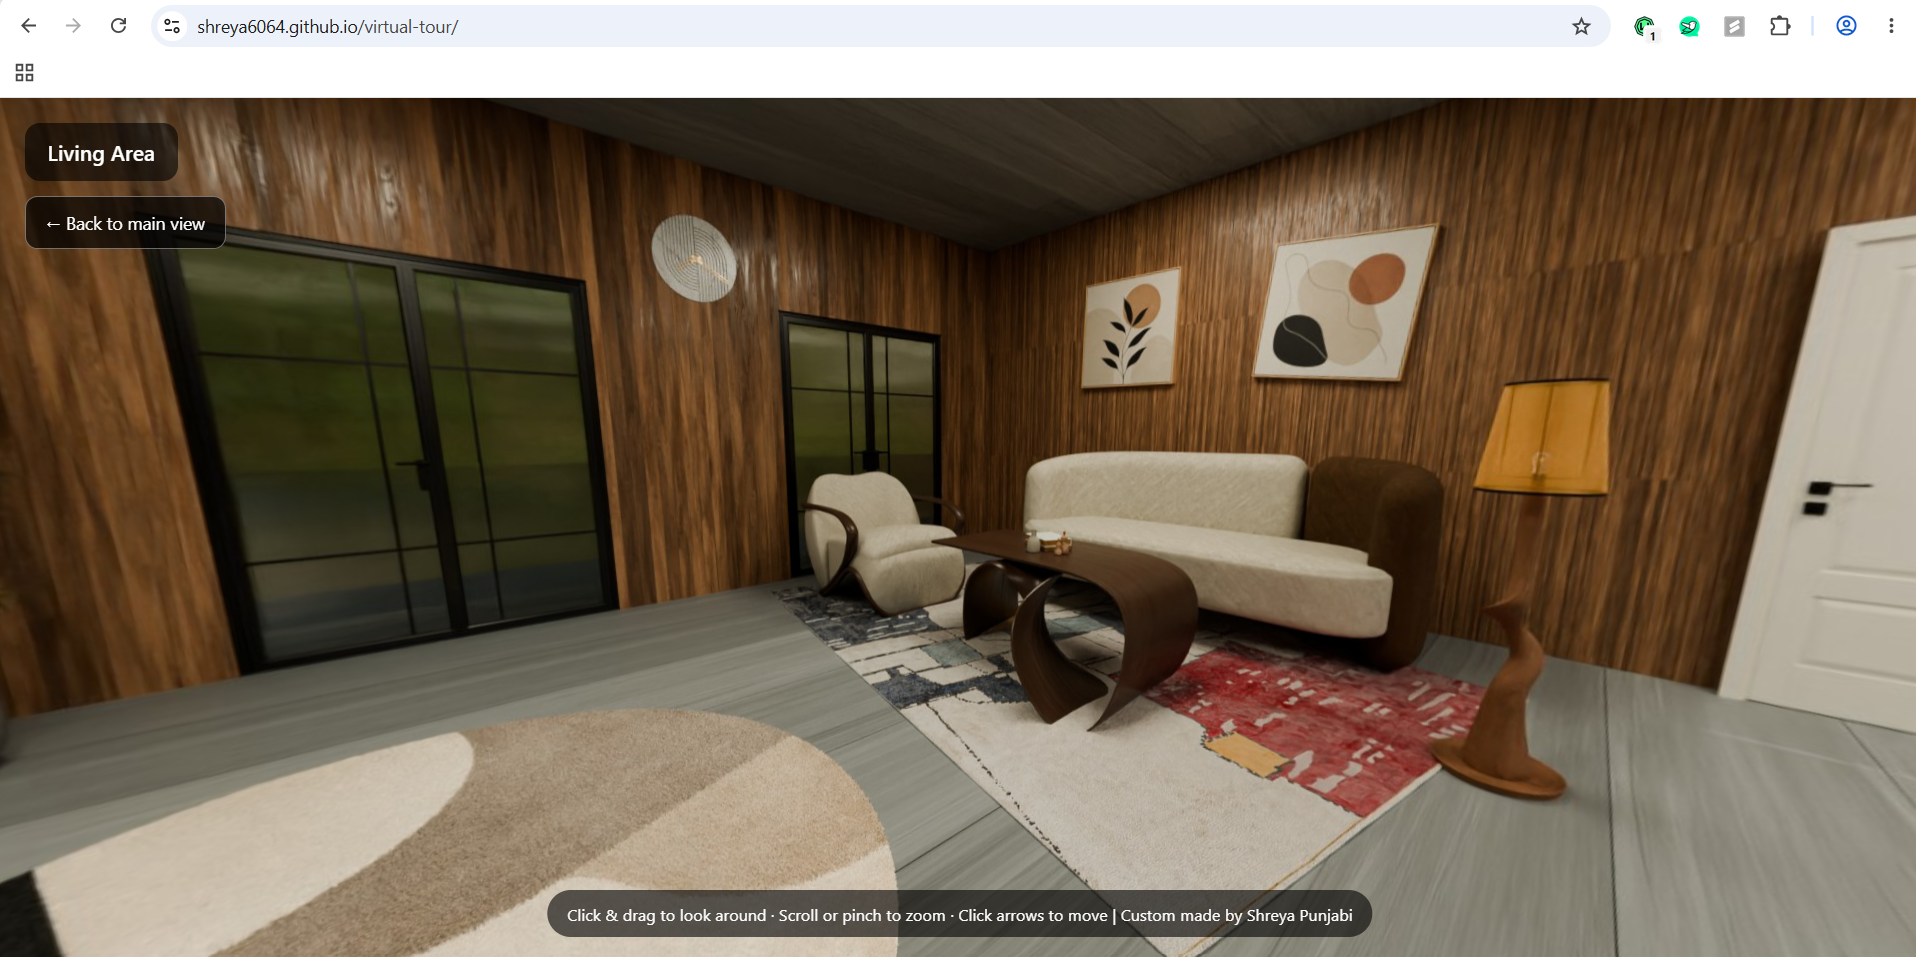 shreya6064.github.io/virtual-tour/
1
Living Area
← Back to main view
Click & drag to look around · Scroll or pinch to zoom · Click arrows to move | Custom made by Shreya Punjabi